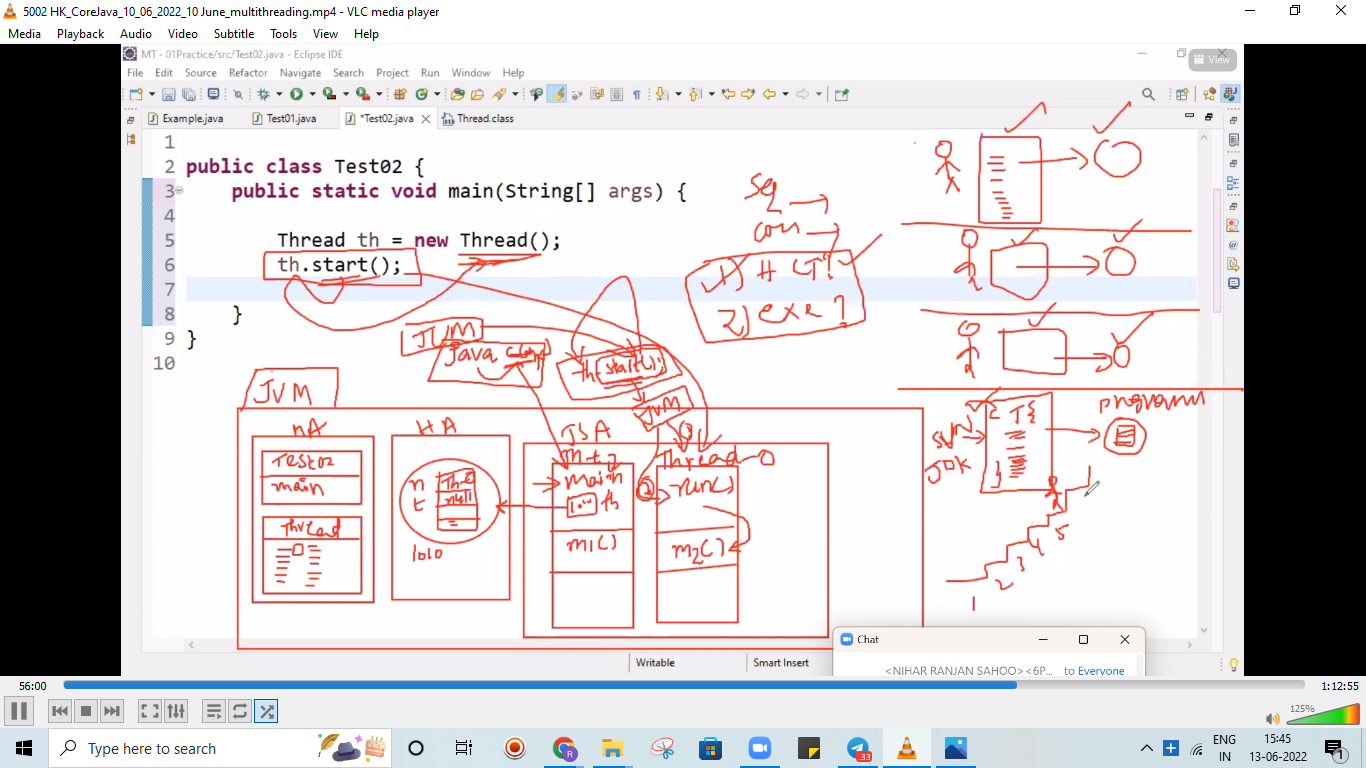 5002 HK_CoreJava_10_06_2022_10 June_multithreading.mp4 - VLC media player
Media Playback Audio Video Subtitle Tools View Help
MT - 01Practice/src/Test02.java - Eclipse IDE
View
File Edit Source Refactor Navigate Search Project Run Window Help
Example.java Test01.java *Test02.java Thread.class
1
2 public class Test02 {
3 public static void main(String[] args) {
4
5 Thread th = new Thread();
6 th.start();
7
8 }
9 }
10
Seq
con
1) H CT?
2) exe ?
JVM
java
th start();
JVM
JVM
MA HA JSA
Test02
main
Thread
Th-0
null
1010
main
th
m1()
Thread-0
run()
m2()
programm
SUN
JDK
1 2 3 4 5
Chat
<NIHAR RANJAN SAHOO><6P... to Everyone
Writable Smart Insert
56:00 1:12:55
125%
Type here to search
.33
ENG
IN
15:45
13-06-2022
1